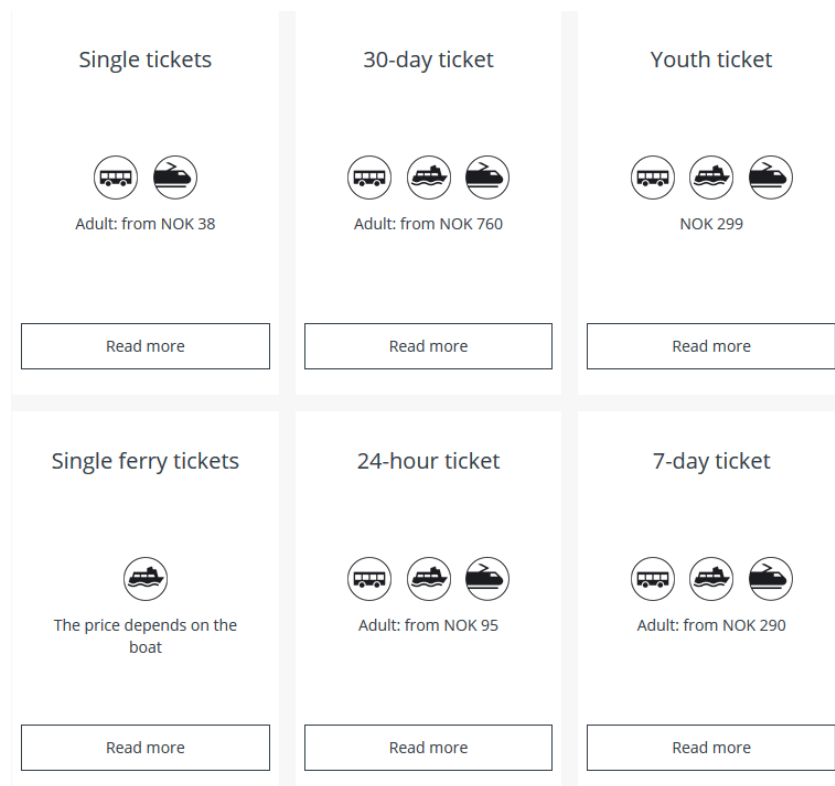 Single tickets
30-day ticket
Youth ticket
Adult: from NOK 38
Adult: from NOK 760
NOK 299
Read more
Read more
Read more
Single ferry tickets
24-hour ticket
7-day ticket
The price depends on the
boat
Adult: from NOK 95
Adult: from NOK 290
Read more
Read more
Read more